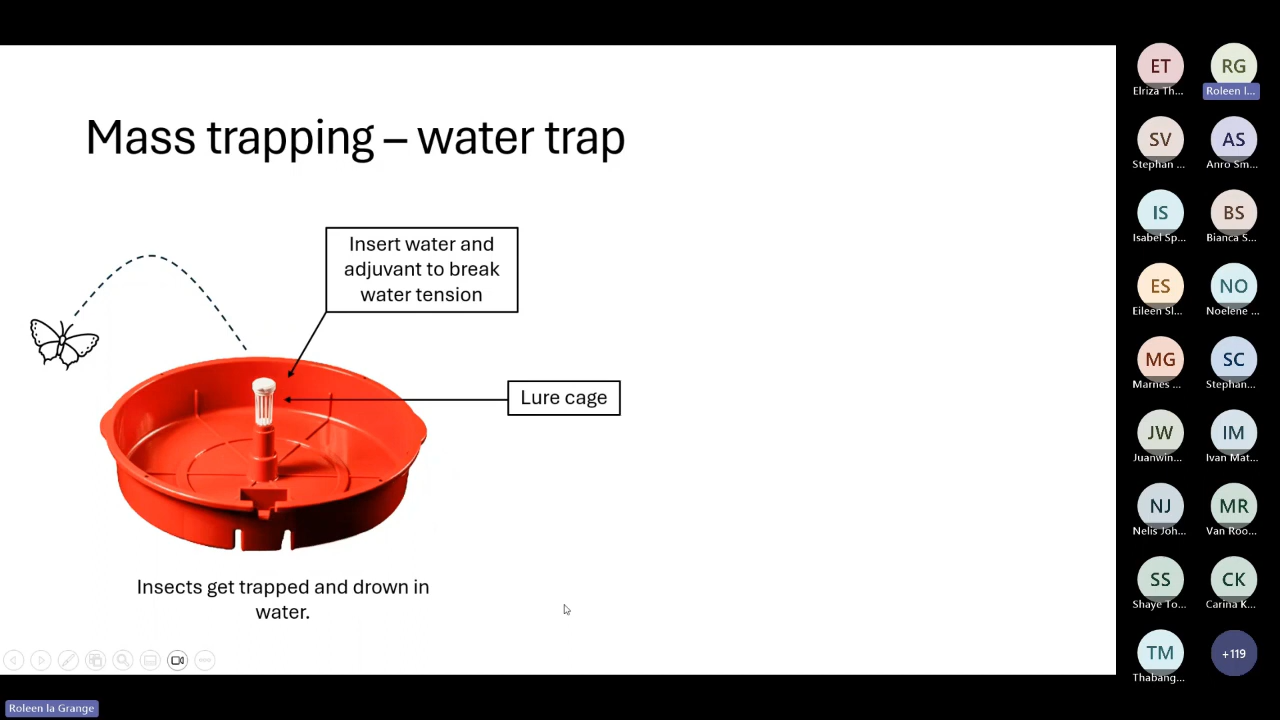 Mass trapping – water trap
Insert water and
adjuvant to break
water tension
Lure cage
Insects get trapped and drown in
water.
ET
Elriza Th...
RG
Roleen l...
SV
Stephan ...
AS
Anro Sm...
IS
Isabel Sp...
BS
Bianca S...
ES
Eileen Sl...
NO
Noelene ...
MG
Marnes ...
SC
Stephan...
JW
Juanwin...
IM
Ivan Mat...
NJ
Nelis Joh...
MR
Van Roo...
SS
Shaye To...
CK
Carina K...
TM
Thabang...
+119
Roleen la Grange